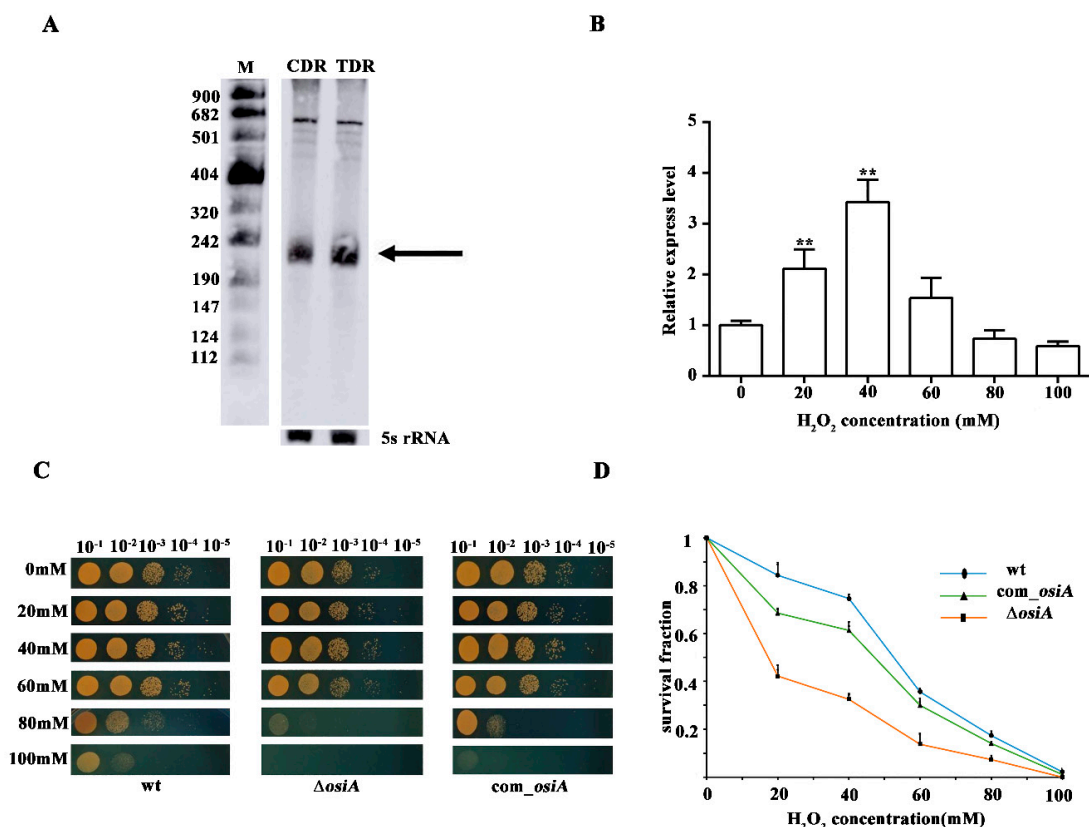 A
M CDR TDR
900
682
501
404
320
242
190
147
124
112
5s rRNA
B
Relative express level
5
4
3
2
1
0
** **
0 20 40 60 80 100
H₂O₂ concentration (mM)
C
10⁻¹ 10⁻² 10⁻³ 10⁻⁴ 10⁻⁵ 10⁻¹ 10⁻² 10⁻³ 10⁻⁴ 10⁻⁵ 10⁻¹ 10⁻² 10⁻³ 10⁻⁴ 10⁻⁵
0mM
20mM
40mM
60mM
80mM
100mM
wt ΔosiA com_osiA
D
survival fraction
1
0.8
0.6
0.4
0.2
wt
com_osiA
ΔosiA
0 20 40 60 80 100
H₂O₂ concentration(mM)